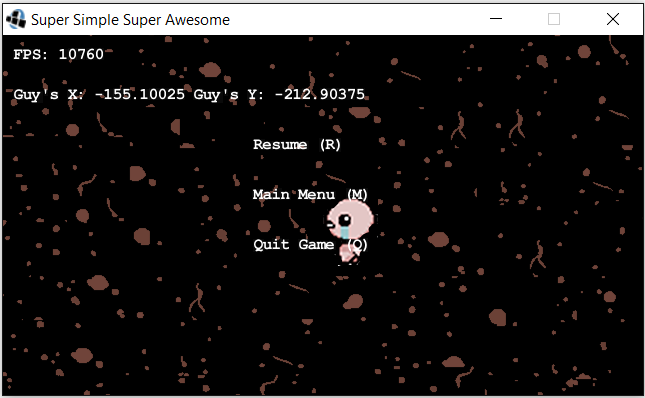 Super Simple Super Awesome
FPS: 10760
Guy's X: -155.10025 Guy's Y: -212.90375
Resume (R)
Main Menu (M)
Quit Game (Q)